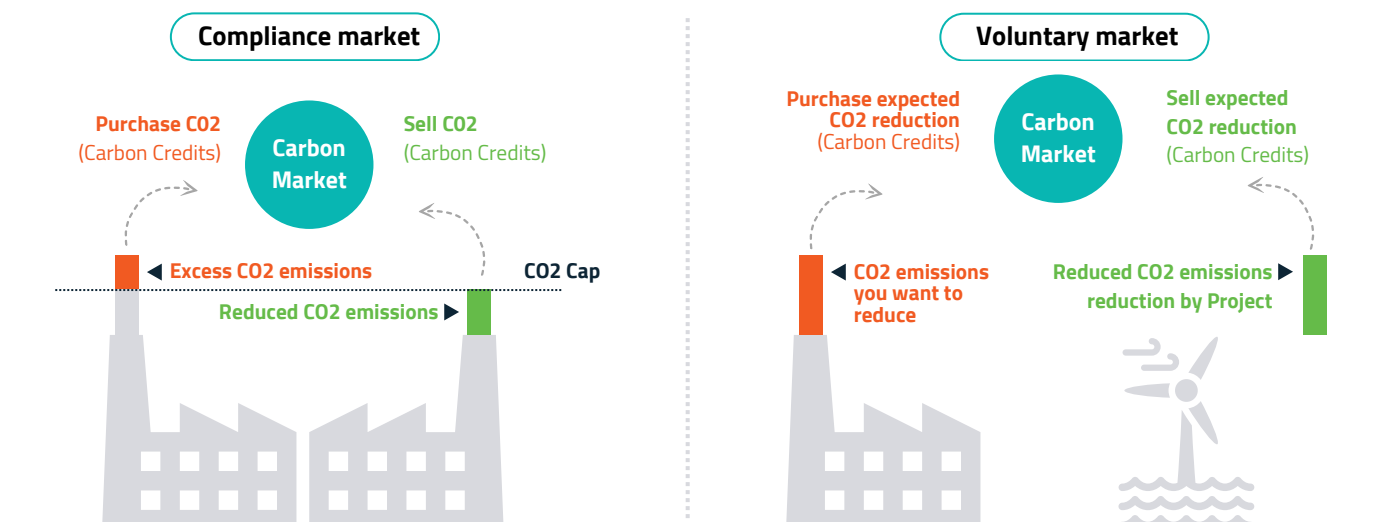 Compliance market
Purchase CO2
(Carbon Credits)
Carbon
Market
Sell CO2
(Carbon Credits)
Excess CO2 emissions
CO2 Cap
Reduced CO2 emissions
Voluntary market
Purchase expected
CO2 reduction
(Carbon Credits)
Carbon
Market
Sell expected
CO2 reduction
(Carbon Credits)
CO2 emissions
you want to
reduce
Reduced CO2 emissions
reduction by Project